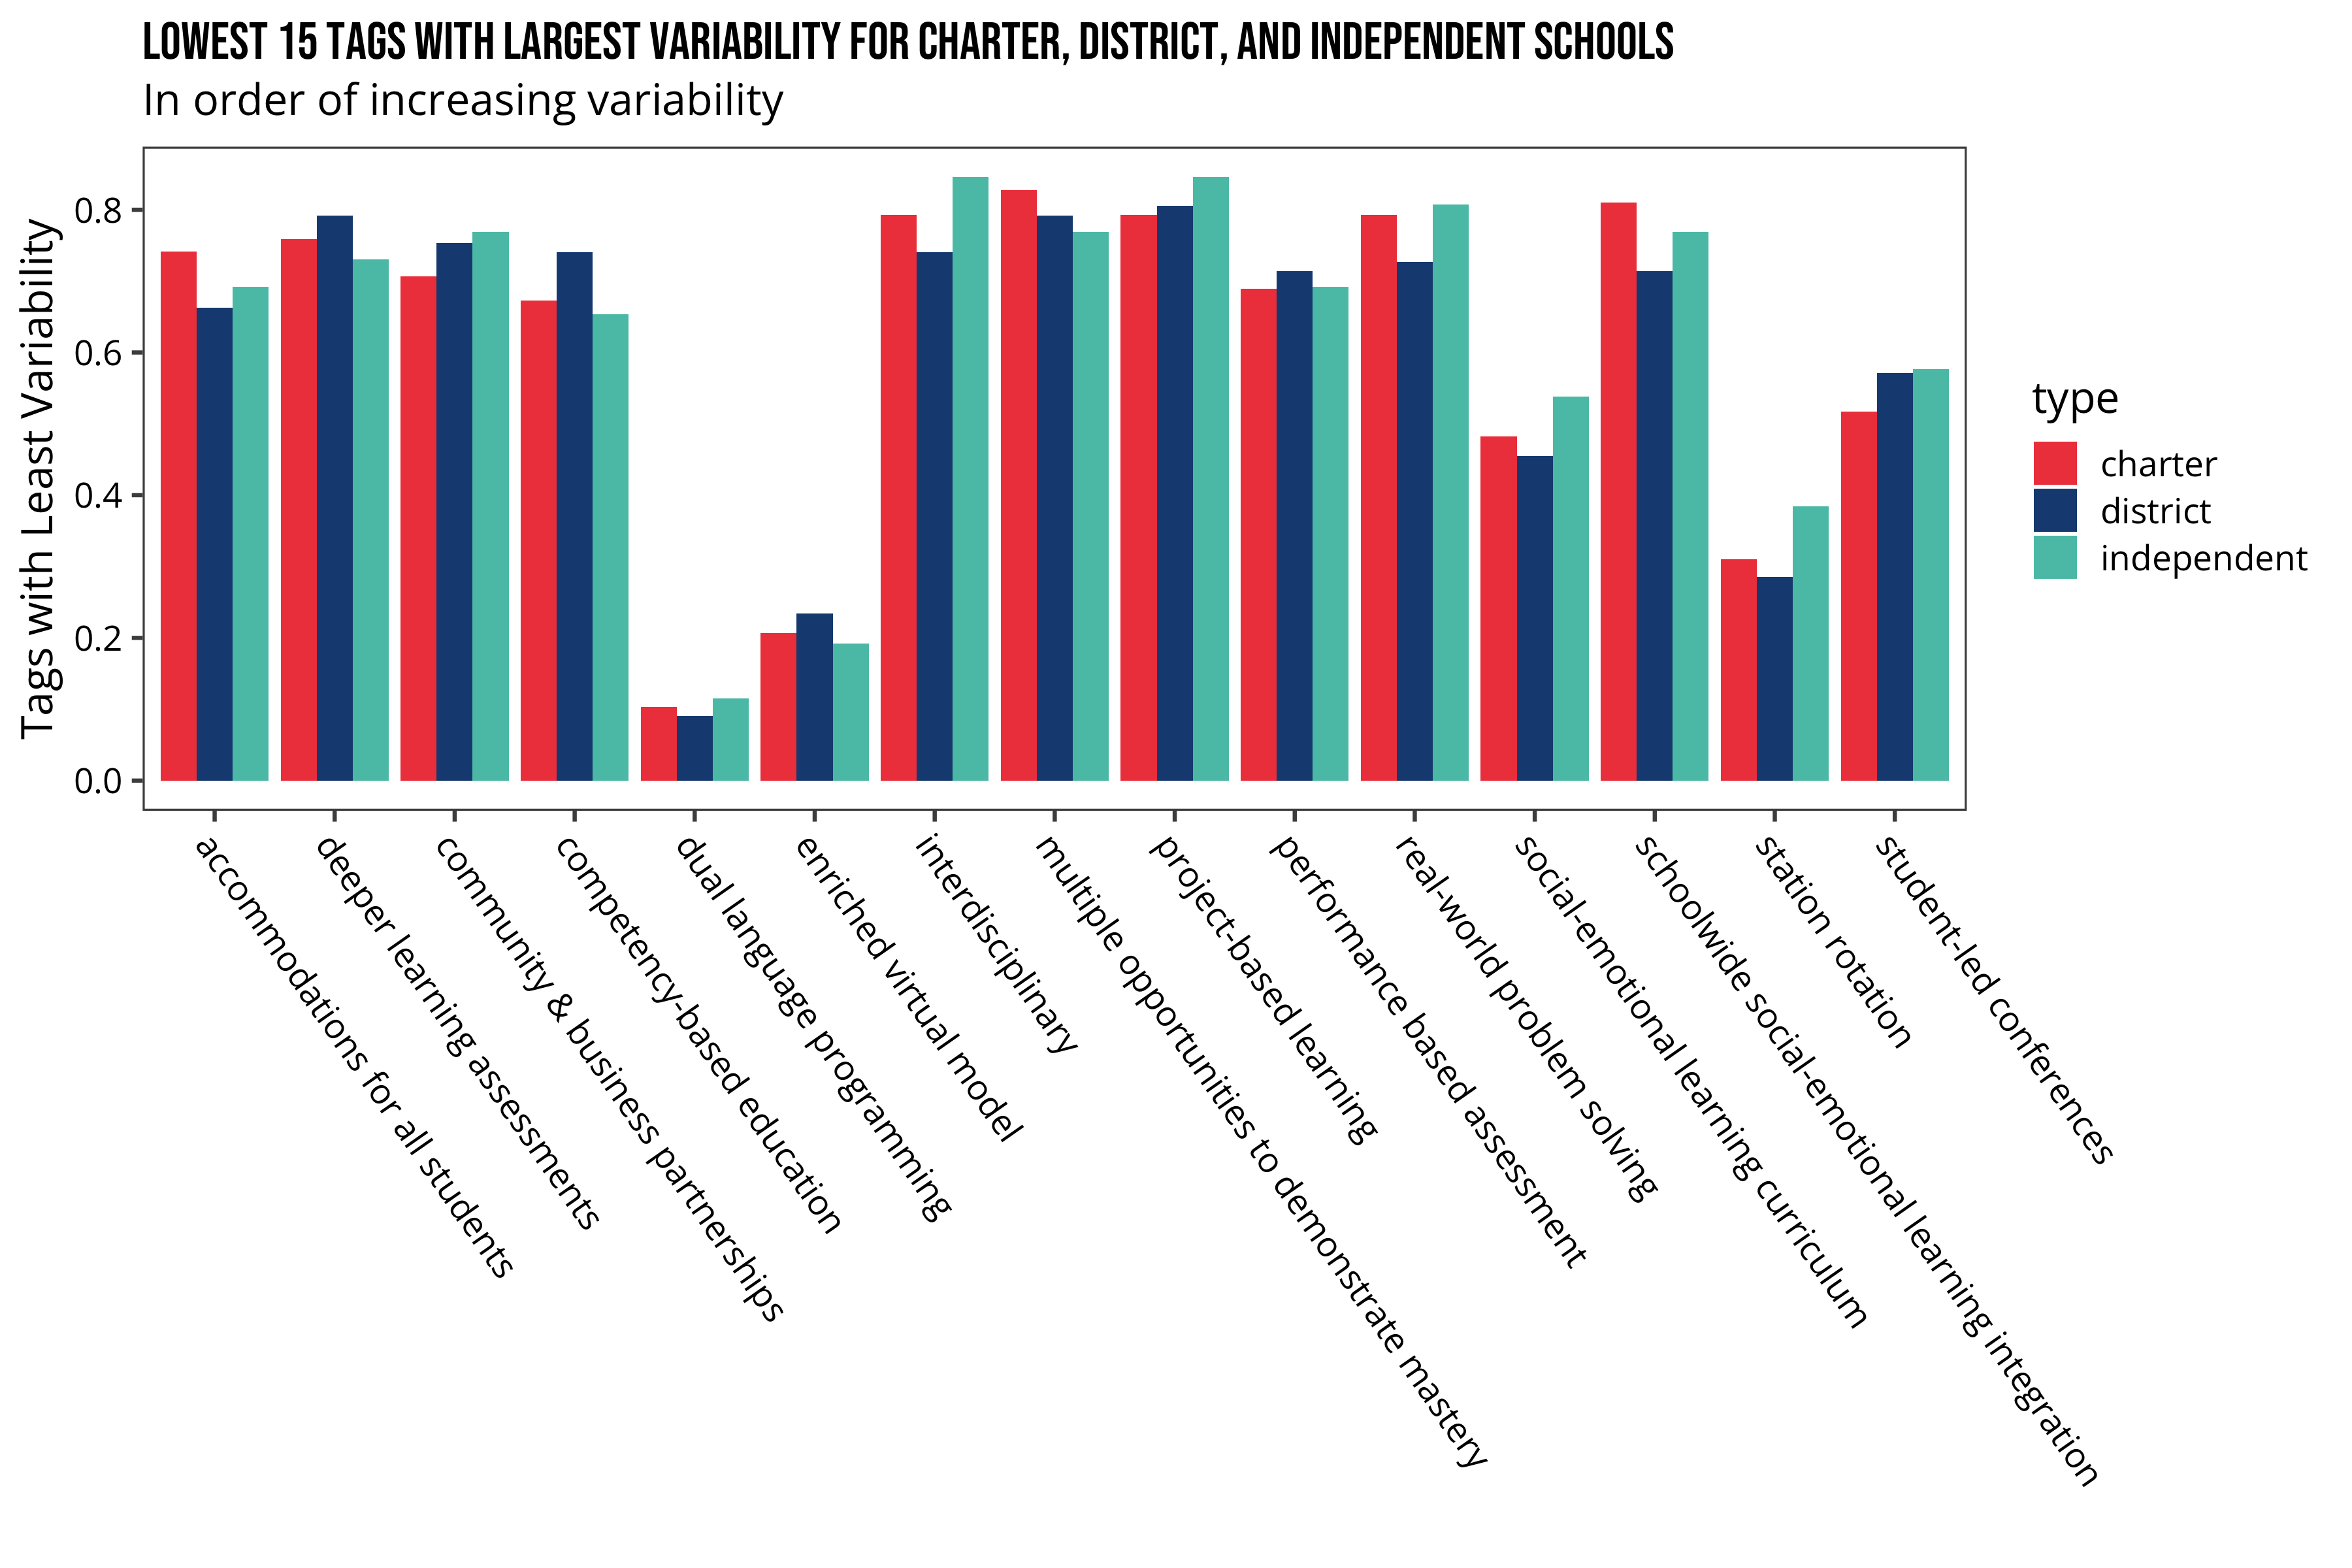 LOWEST 15 TAGS WITH LARGEST VARIABILITY FOR CHARTER, DISTRICT, AND INDEPENDENT SCHOOLS
In order of increasing variability
Tags with Least Variability
0.8
0.6
0.4
0.2
0.0
accommodations for all students
deeper learning assessments
community & business partnerships
competency-based education
dual language programming
enriched virtual model
interdisciplinary
multiple opportunities to demonstrate mastery
project-based learning
performance based assessment
real-world problem solving
social-emotional learning curriculum
schoolwide social-emotional learning integration
station rotation
student-led conferences
type
charter
district
independent